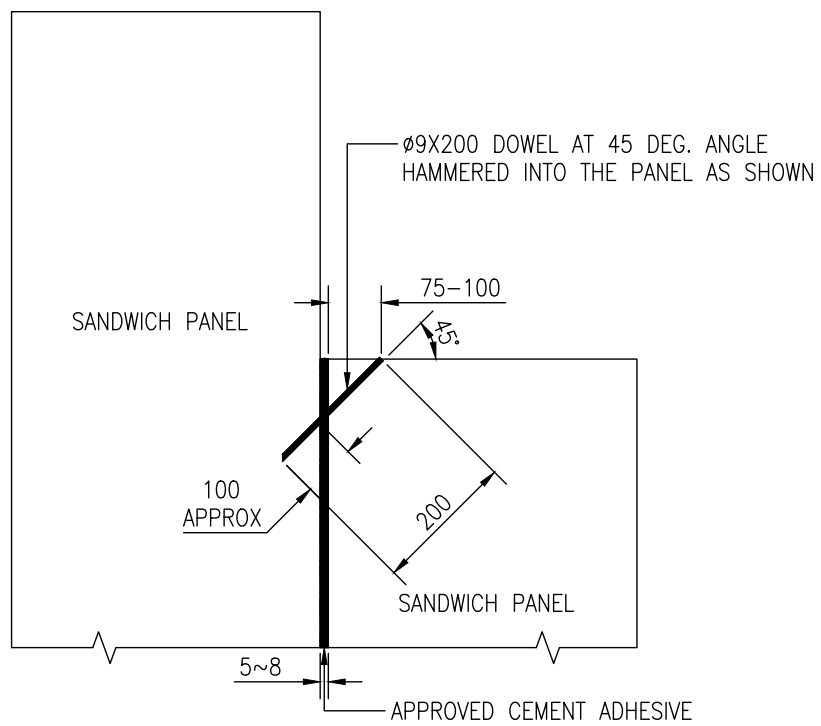 ø9X200 DOWEL AT 45 DEG. ANGLE
HAMMERED INTO THE PANEL AS SHOWN
75-100
SANDWICH PANEL
45°
100
APPROX
200
SANDWICH PANEL
5~8
APPROVED CEMENT ADHESIVE